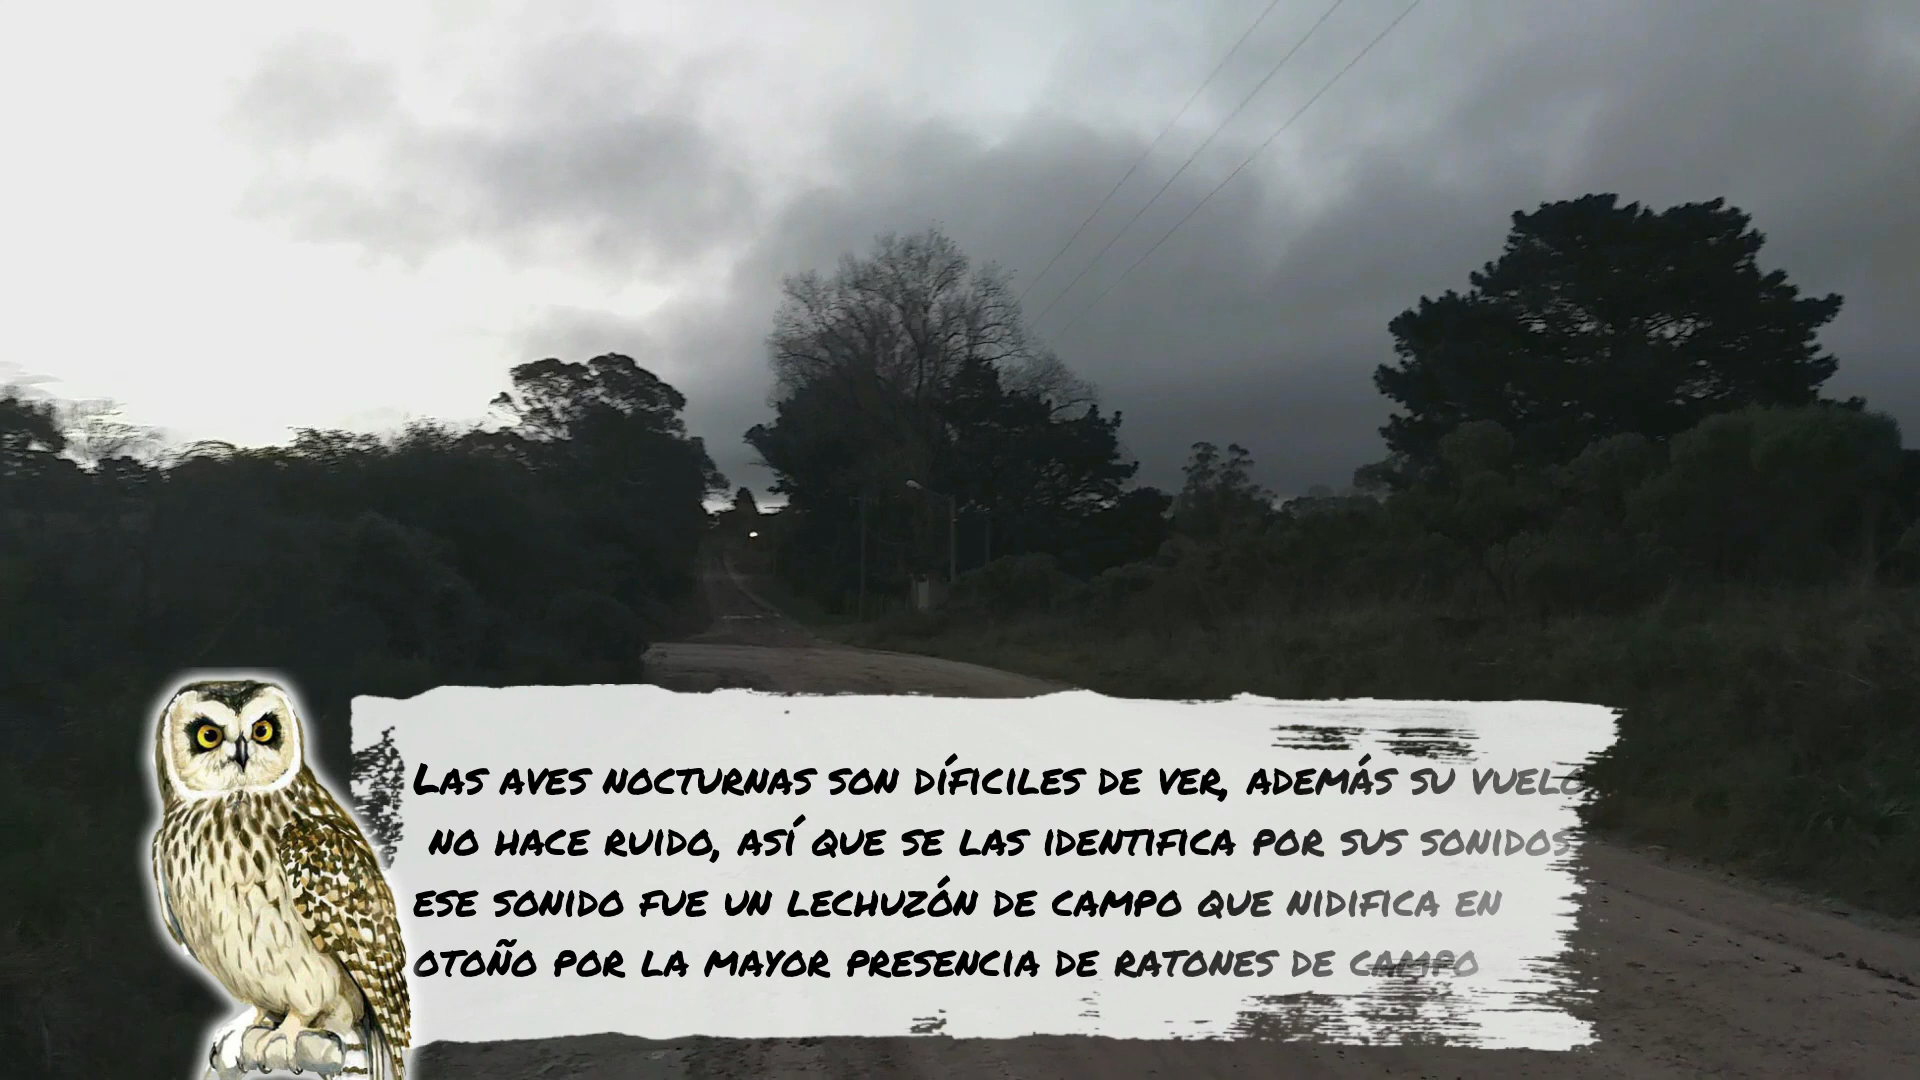 Las aves nocturnas son díficiles de ver, además su vuelo
no hace ruido, así que se las identifica por sus sonidos
ese sonido fue un lechuzón de campo que nidifica en
otoño por la mayor presencia de ratones de campo